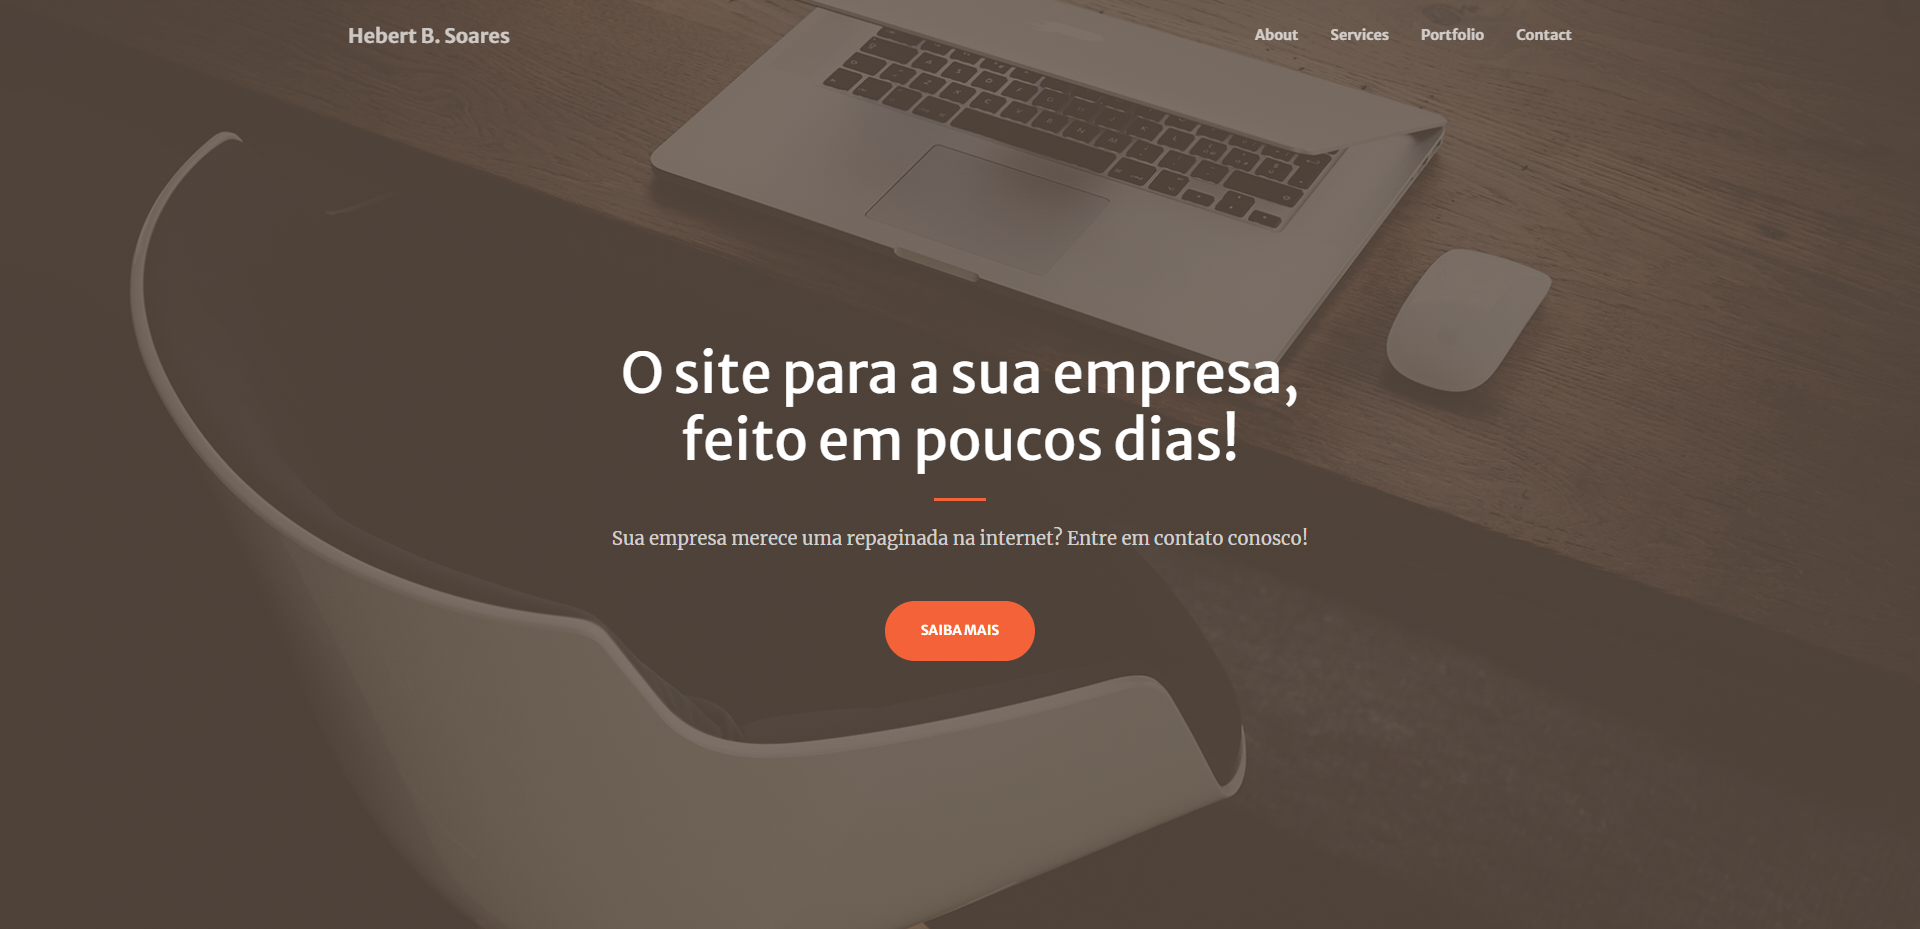 Hebert B. Soares
About Services Portfolio Contact
O site para a sua empresa,
feito em poucos dias!
Sua empresa merece uma repaginada na internet? Entre em contato conosco!
SAIBA MAIS